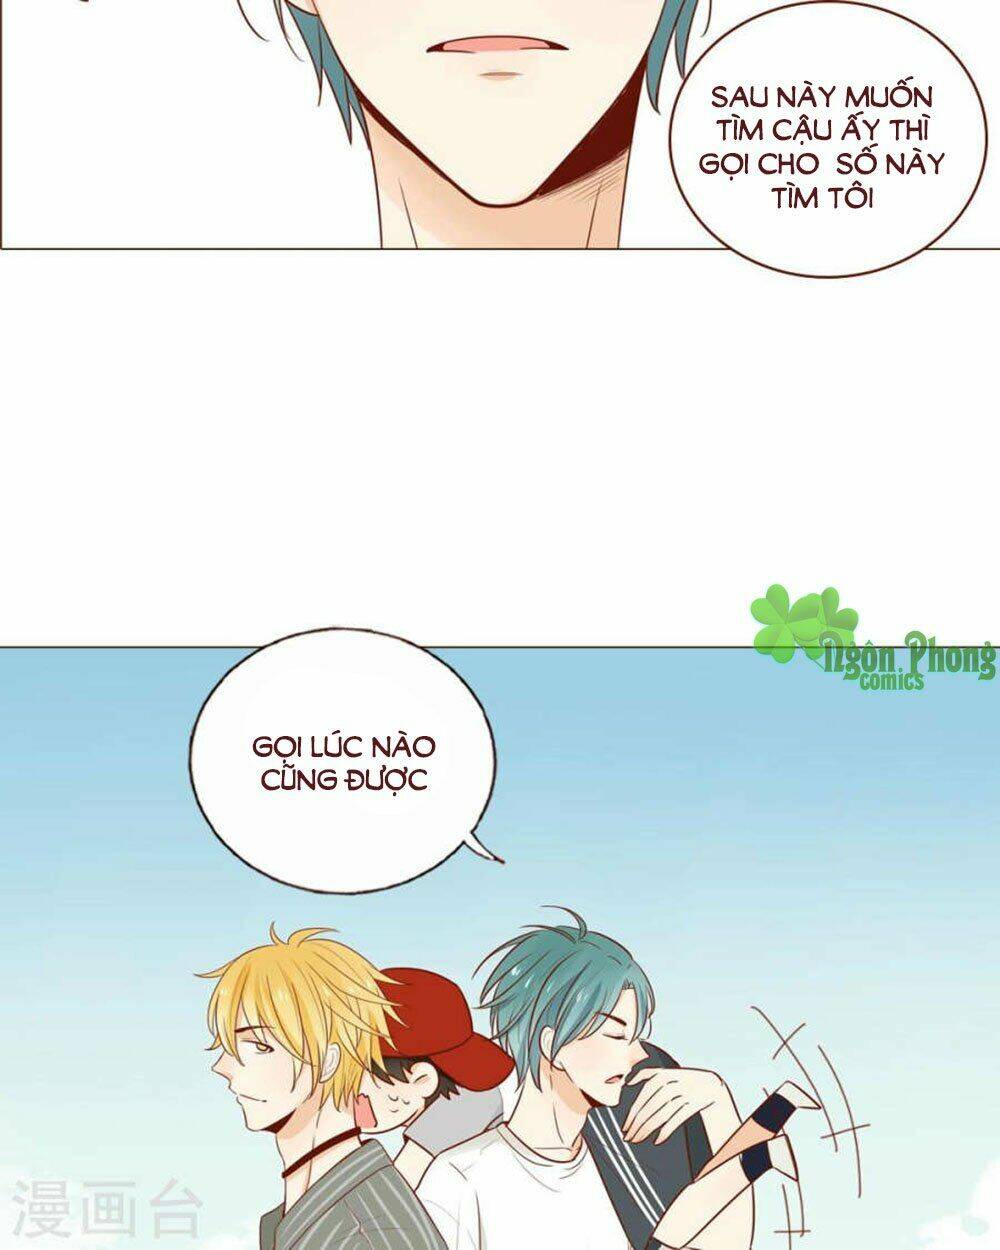 SAU NÀY MUỐN
TÌM CẬU ẤY THÌ
GỌI CHO SỐ NÀY
TÌM TÔI
Ngôn Phong
comics
GỌI LÚC NÀO
CŨNG ĐƯỢC
漫画台